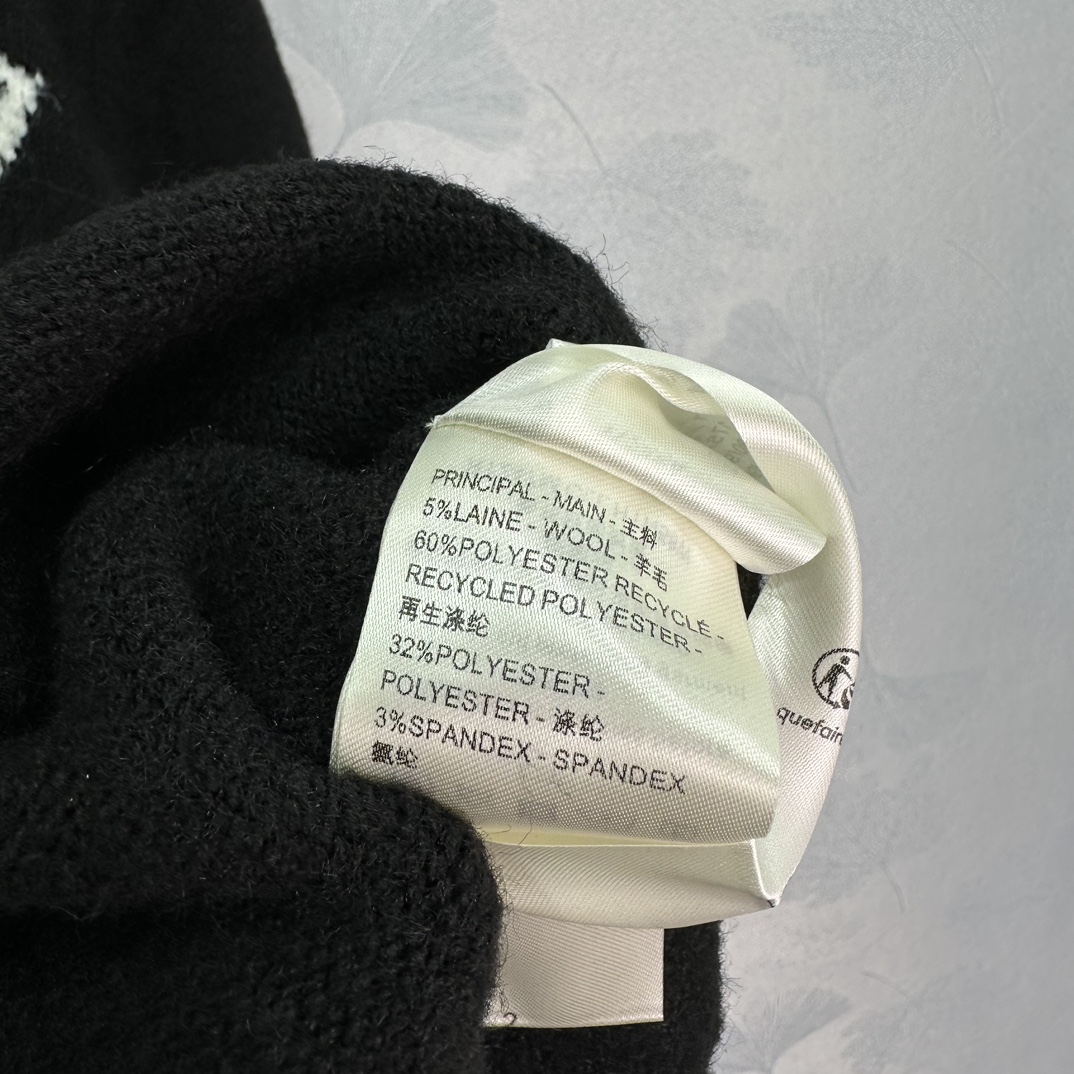 PRINCIPAL - MAIN - 主料
5%LAINE - WOOL - 羊毛
60%POLYESTER RECYCLÉ -
RECYCLED POLYESTER -
再生涤纶
32%POLYESTER -
POLYESTER - 涤纶
3%SPANDEX - SPANDEX
氨纶
quefair